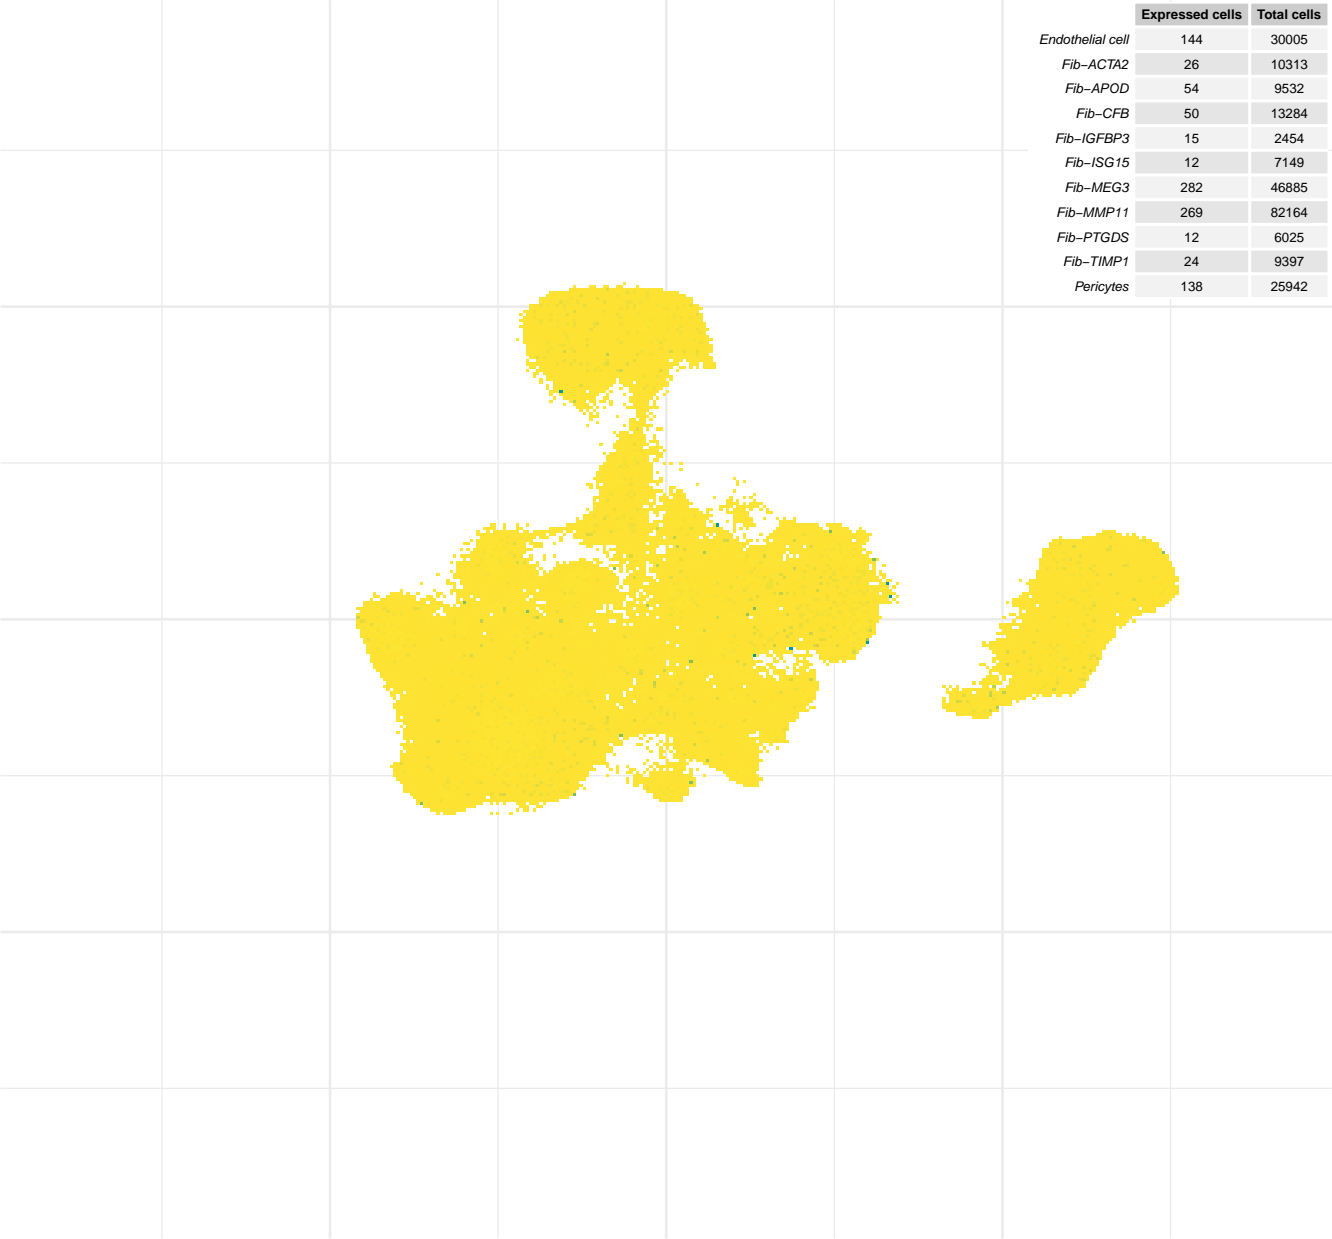 Expressed cells Total cells
Endothelial cell 144 30005
Fib−ACTA2 26 10313
Fib−APOD 54 9532
Fib−CFB 50 13284
Fib−IGFBP3 15 2454
Fib−ISG15 12 7149
Fib−MEG3 282 46885
Fib−MMP11 269 82164
Fib−PTGDS 12 6025
Fib−TIMP1 24 9397
Pericytes 138 25942